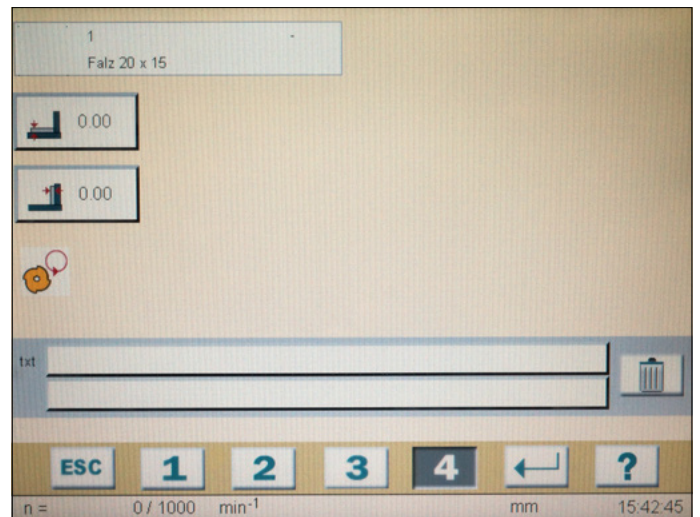 1
Falz 20 x 15
0.00
0.00
txt
ESC 1 2 3 4 ?
n = 0 / 1000 min-1 mm 15:42:45